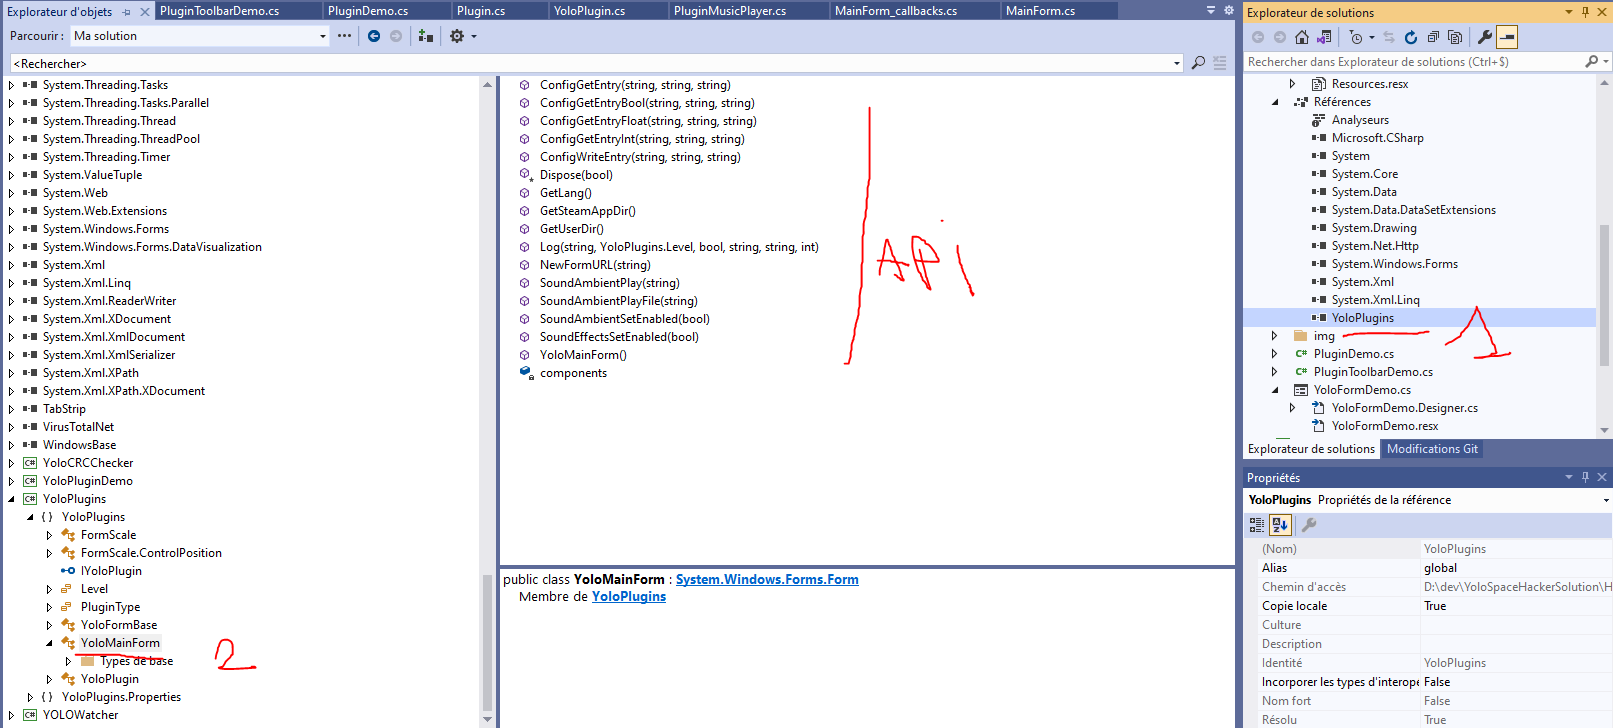 Explorateur d'objets
PluginToolbarDemo.cs
PluginDemo.cs
Plugin.cs
YoloPlugin.cs
PluginMusicPlayer.cs
MainForm_callbacks.cs
MainForm.cs
Parcourir :
Ma solution
<Rechercher>
System.Threading.Tasks
System.Threading.Tasks.Parallel
System.Threading.Thread
System.Threading.ThreadPool
System.Threading.Timer
System.ValueTuple
System.Web
System.Web.Extensions
System.Windows.Forms
System.Windows.Forms.DataVisualization
System.Xml
System.Xml.Linq
System.Xml.ReaderWriter
System.Xml.XDocument
System.Xml.XmlDocument
System.Xml.XmlSerializer
System.Xml.XPath
System.Xml.XPath.XDocument
TabStrip
VirusTotalNet
WindowsBase
YoloCRCChecker
YoloPluginDemo
YoloPlugins
{ } YoloPlugins
FormScale
FormScale.ControlPosition
IYoloPlugin
Level
PluginType
YoloFormBase
YoloMainForm
Types de base
YoloPlugin
{ } YoloPlugins.Properties
YOLOWatcher
2
ConfigGetEntry(string, string, string)
ConfigGetEntryBool(string, string, string)
ConfigGetEntryFloat(string, string, string)
ConfigGetEntryInt(string, string, string)
ConfigWriteEntry(string, string, string)
Dispose(bool)
GetLang()
GetSteamAppDir()
GetUserDir()
Log(string, YoloPlugins.Level, bool, string, string, int)
NewFormURL(string)
SoundAmbientPlay(string)
SoundAmbientPlayFile(string)
SoundAmbientSetEnabled(bool)
SoundEffectsSetEnabled(bool)
YoloMainForm()
components
APi
public class YoloMainForm : System.Windows.Forms.Form
Membre de YoloPlugins
Explorateur de solutions
Rechercher dans Explorateur de solutions (Ctrl+$)
Resources.resx
Références
Analyseurs
Microsoft.CSharp
System
System.Core
System.Data
System.Data.DataSetExtensions
System.Drawing
System.Net.Http
System.Windows.Forms
System.Xml
System.Xml.Linq
YoloPlugins
1
img
C# PluginDemo.cs
C# PluginToolbarDemo.cs
YoloFormDemo.cs
YoloFormDemo.Designer.cs
YoloFormDemo.resx
Explorateur de solutions
Modifications Git
Propriétés
YoloPlugins Propriétés de la référence
(Nom) YoloPlugins
Alias global
Chemin d'accès D:\dev\YoloSpaceHackerSolution\H
Copie locale True
Culture
Description
Identité YoloPlugins
Incorporer les types d'interope False
Nom fort False
Résolu True